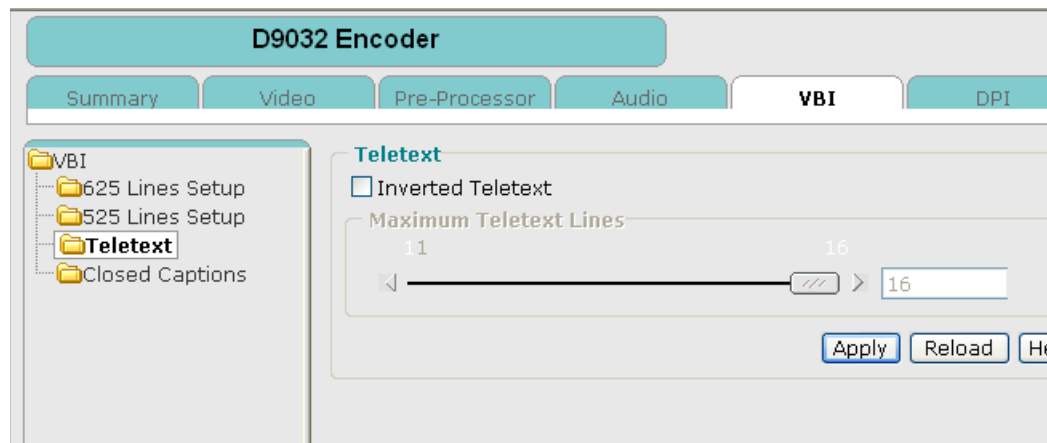 D9032 Encoder
Summary Video Pre-Processor Audio VBI DPI
VBI
625 Lines Setup
525 Lines Setup
Teletext
Closed Captions
Teletext
Inverted Teletext
Maximum Teletext Lines
11 16
16
Apply Reload He